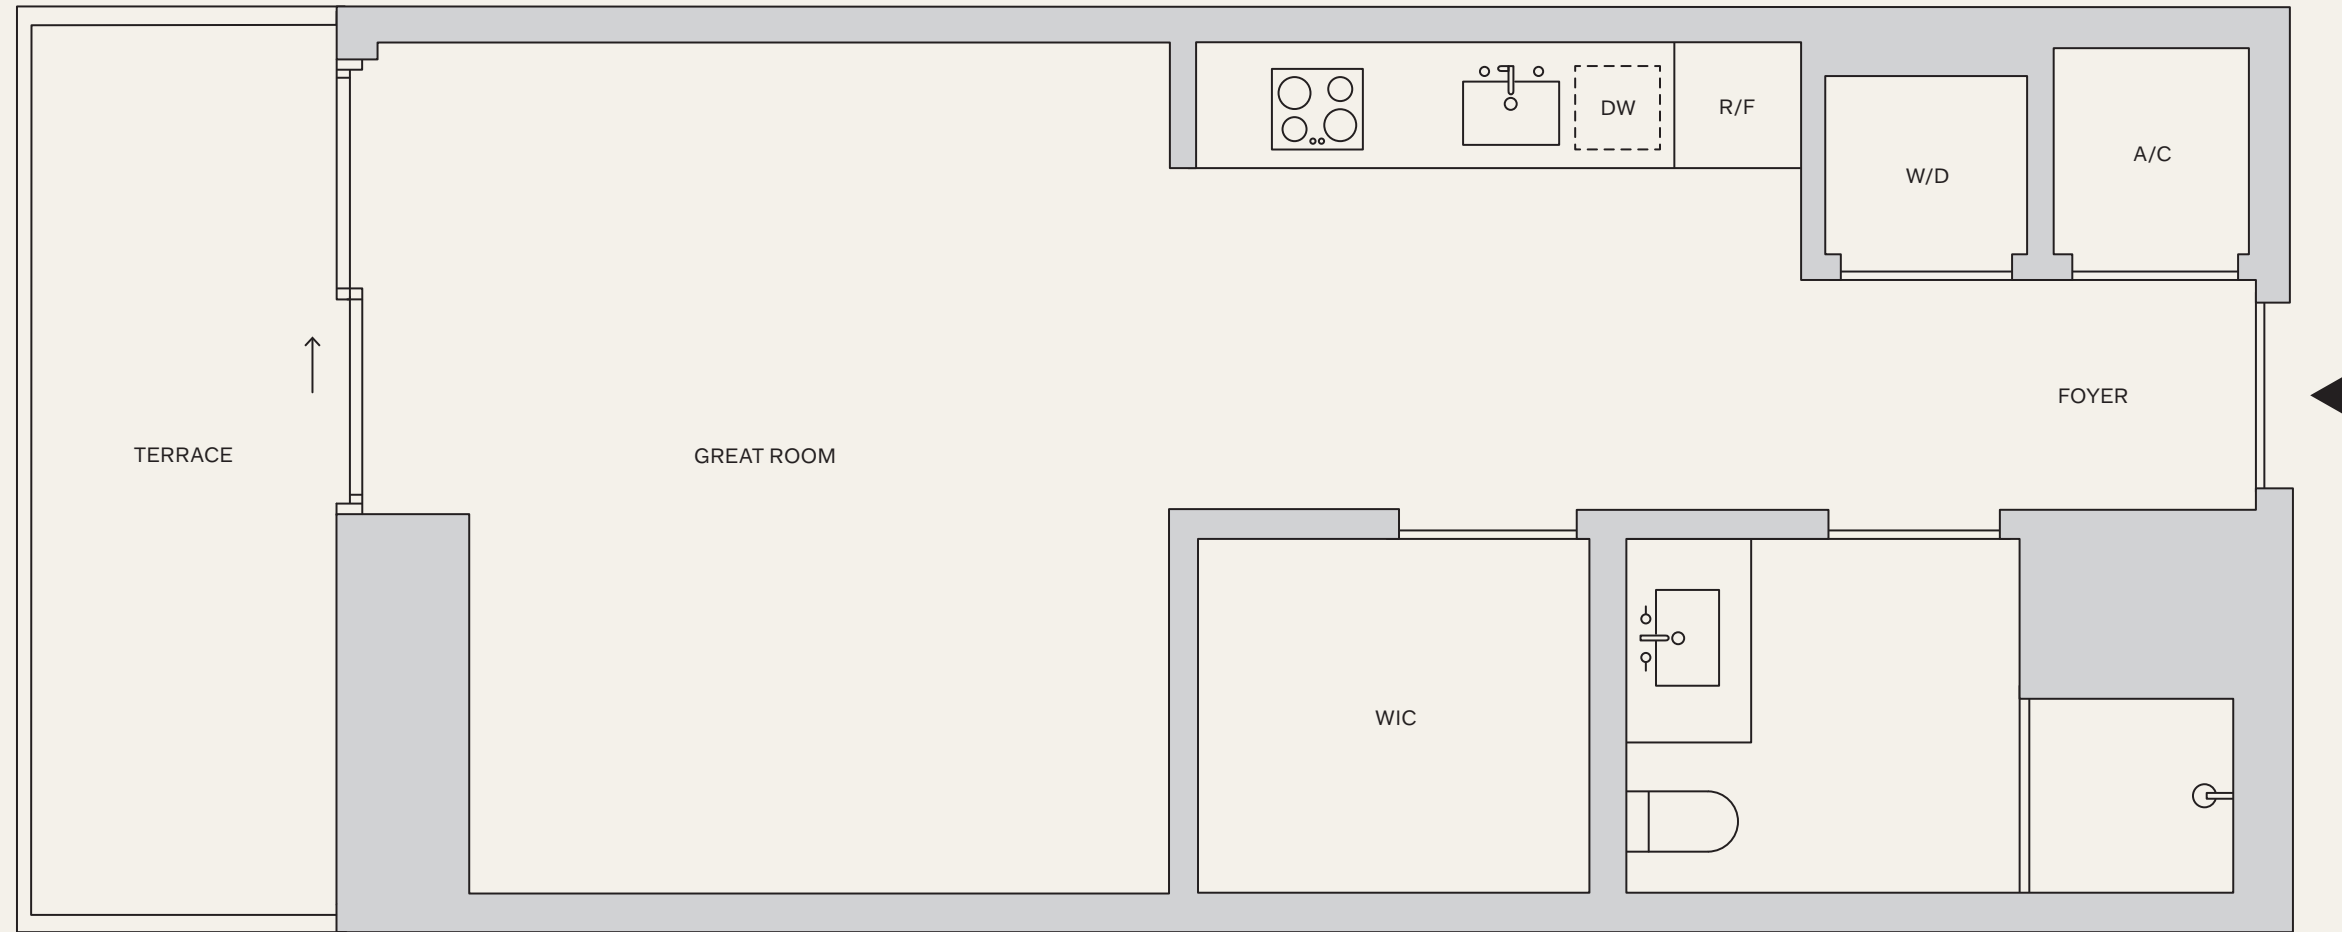 DW
R/F
W/D
A/C
FOYER
TERRACE
GREAT ROOM
WIC